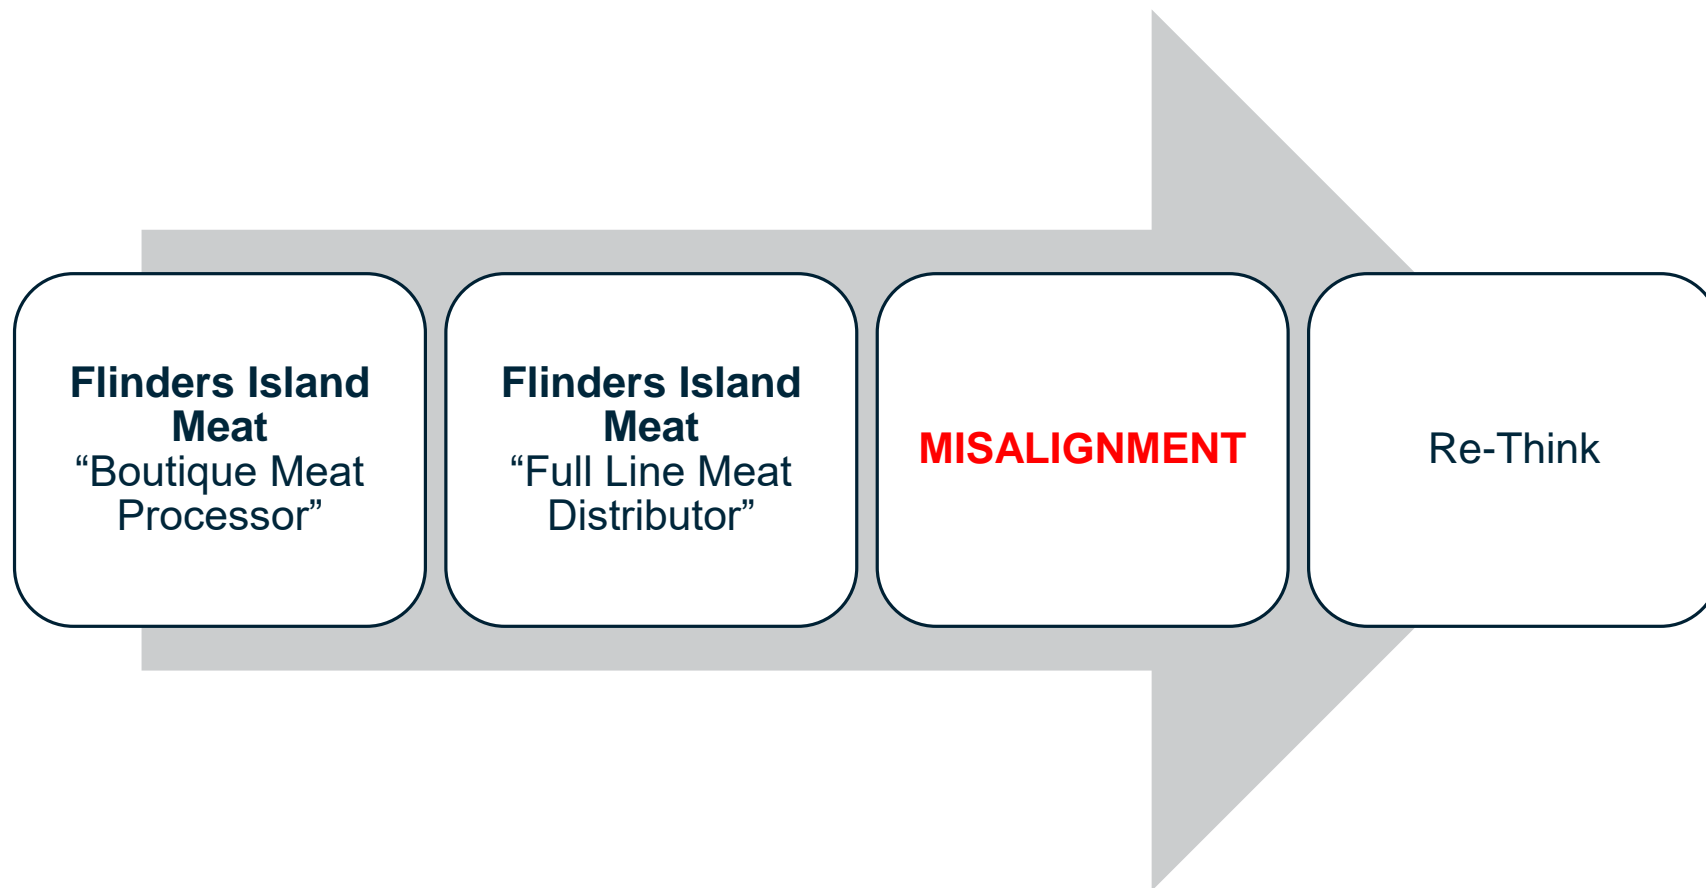 Flinders Island
Meat
“Boutique Meat
Processor”
Flinders Island
Meat
“Full Line Meat
Distributor”
MISALIGNMENT
Re-Think